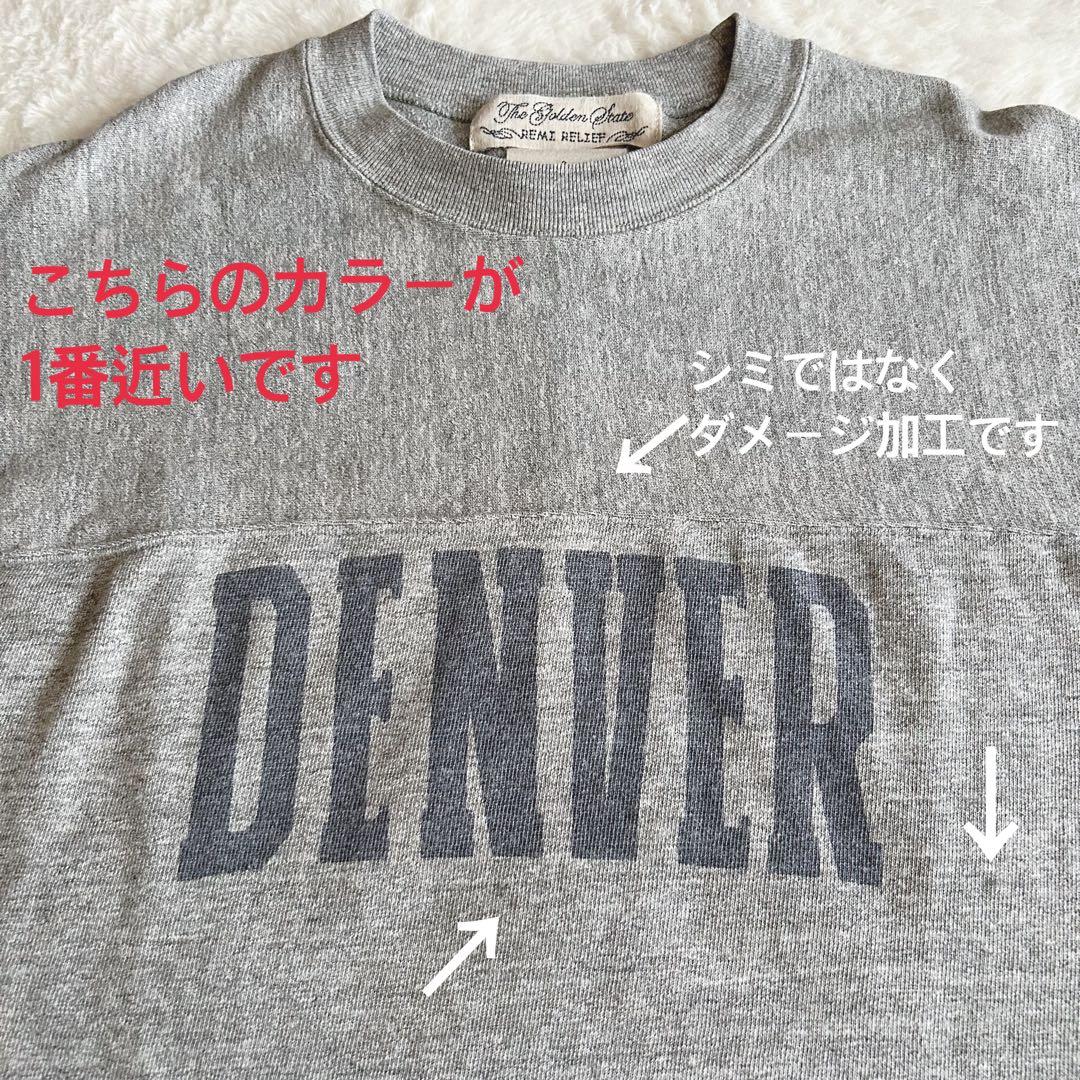 The Golden State
REMI RELIEF
こちらのカラーが
1番近いです
シミではなく
ダメージ加工です
DENVER